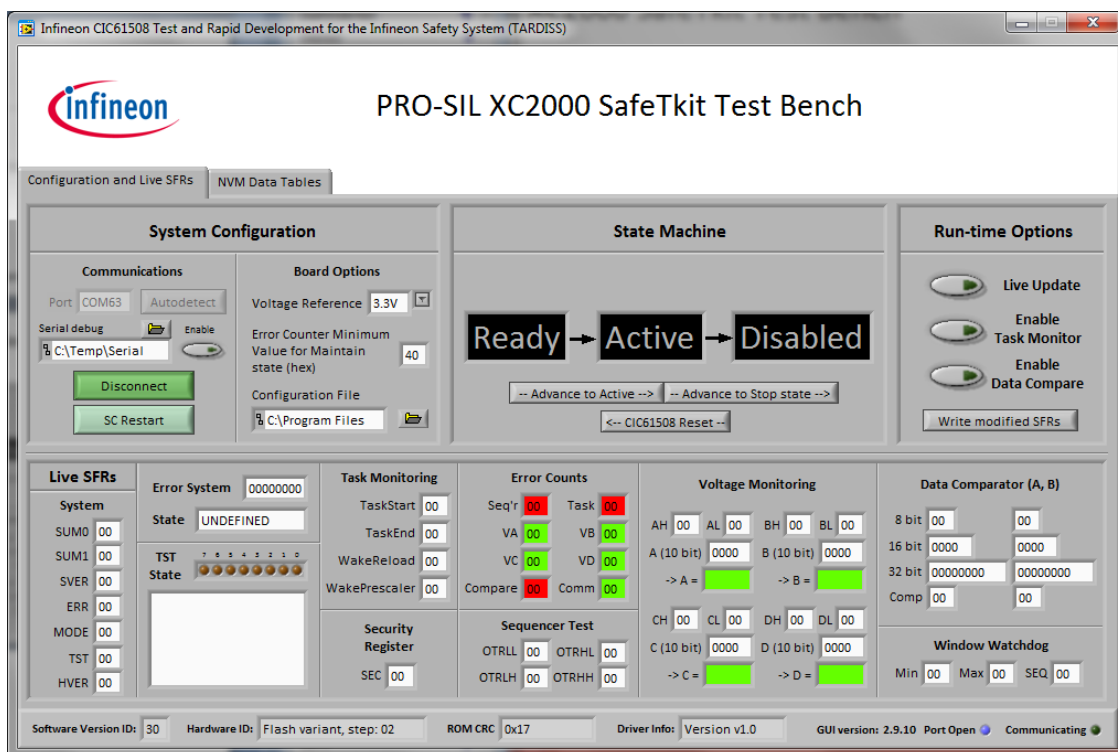 Infineon CIC61508 Test and Rapid Development for the Infineon Safety System (TARDISS)
infineon
PRO-SIL XC2000 SafeTkit Test Bench
Configuration and Live SFRs
NVM Data Tables
System Configuration
Communications
Port COM63 Autodetect
Serial debug Enable
C:\Temp\Serial
Disconnect
SC Restart
Board Options
Voltage Reference 3.3V
Error Counter Minimum
Value for Maintain
state (hex)
40
Configuration File
C:\Program Files
State Machine
Ready Active Disabled
-- Advance to Active --> -- Advance to Stop state -->
<-- CIC61508 Reset --
Run-time Options
Live Update
Enable
Task Monitor
Enable
Data Compare
Write modified SFRs
Live SFRs
System
SUM0 00
SUM1 00
SVER 00
ERR 00
MODE 00
TST 00
HVER 00
Error System 00000000
State UNDEFINED
TST
State
7 6 5 4 3 2 1 0
Task Monitoring
TaskStart 00
TaskEnd 00
WakeReload 00
WakePrescaler 00
Security
Register
SEC 00
Error Counts
Seq'r 00 Task 00
VA 00 VB 00
VC 00 VD 00
Compare 00 Comm 00
Sequencer Test
OTRLL 00 OTRHL 00
OTRLH 00 OTRHH 00
Voltage Monitoring
AH 00 AL 00 BH 00 BL 00
A (10 bit) 0000 B (10 bit) 0000
-> A = -> B =
CH 00 CL 00 DH 00 DL 00
C (10 bit) 0000 D (10 bit) 0000
-> C = -> D =
Data Comparator (A, B)
8 bit 00 00
16 bit 0000 0000
32 bit 00000000 00000000
Comp 00 00
Window Watchdog
Min 00 Max 00 SEQ 00
Software Version ID: 30 Hardware ID: Flash variant, step: 02 ROM CRC 0x17 Driver Info: Version v1.0 GUI version: 2.9.10 Port Open Communicating